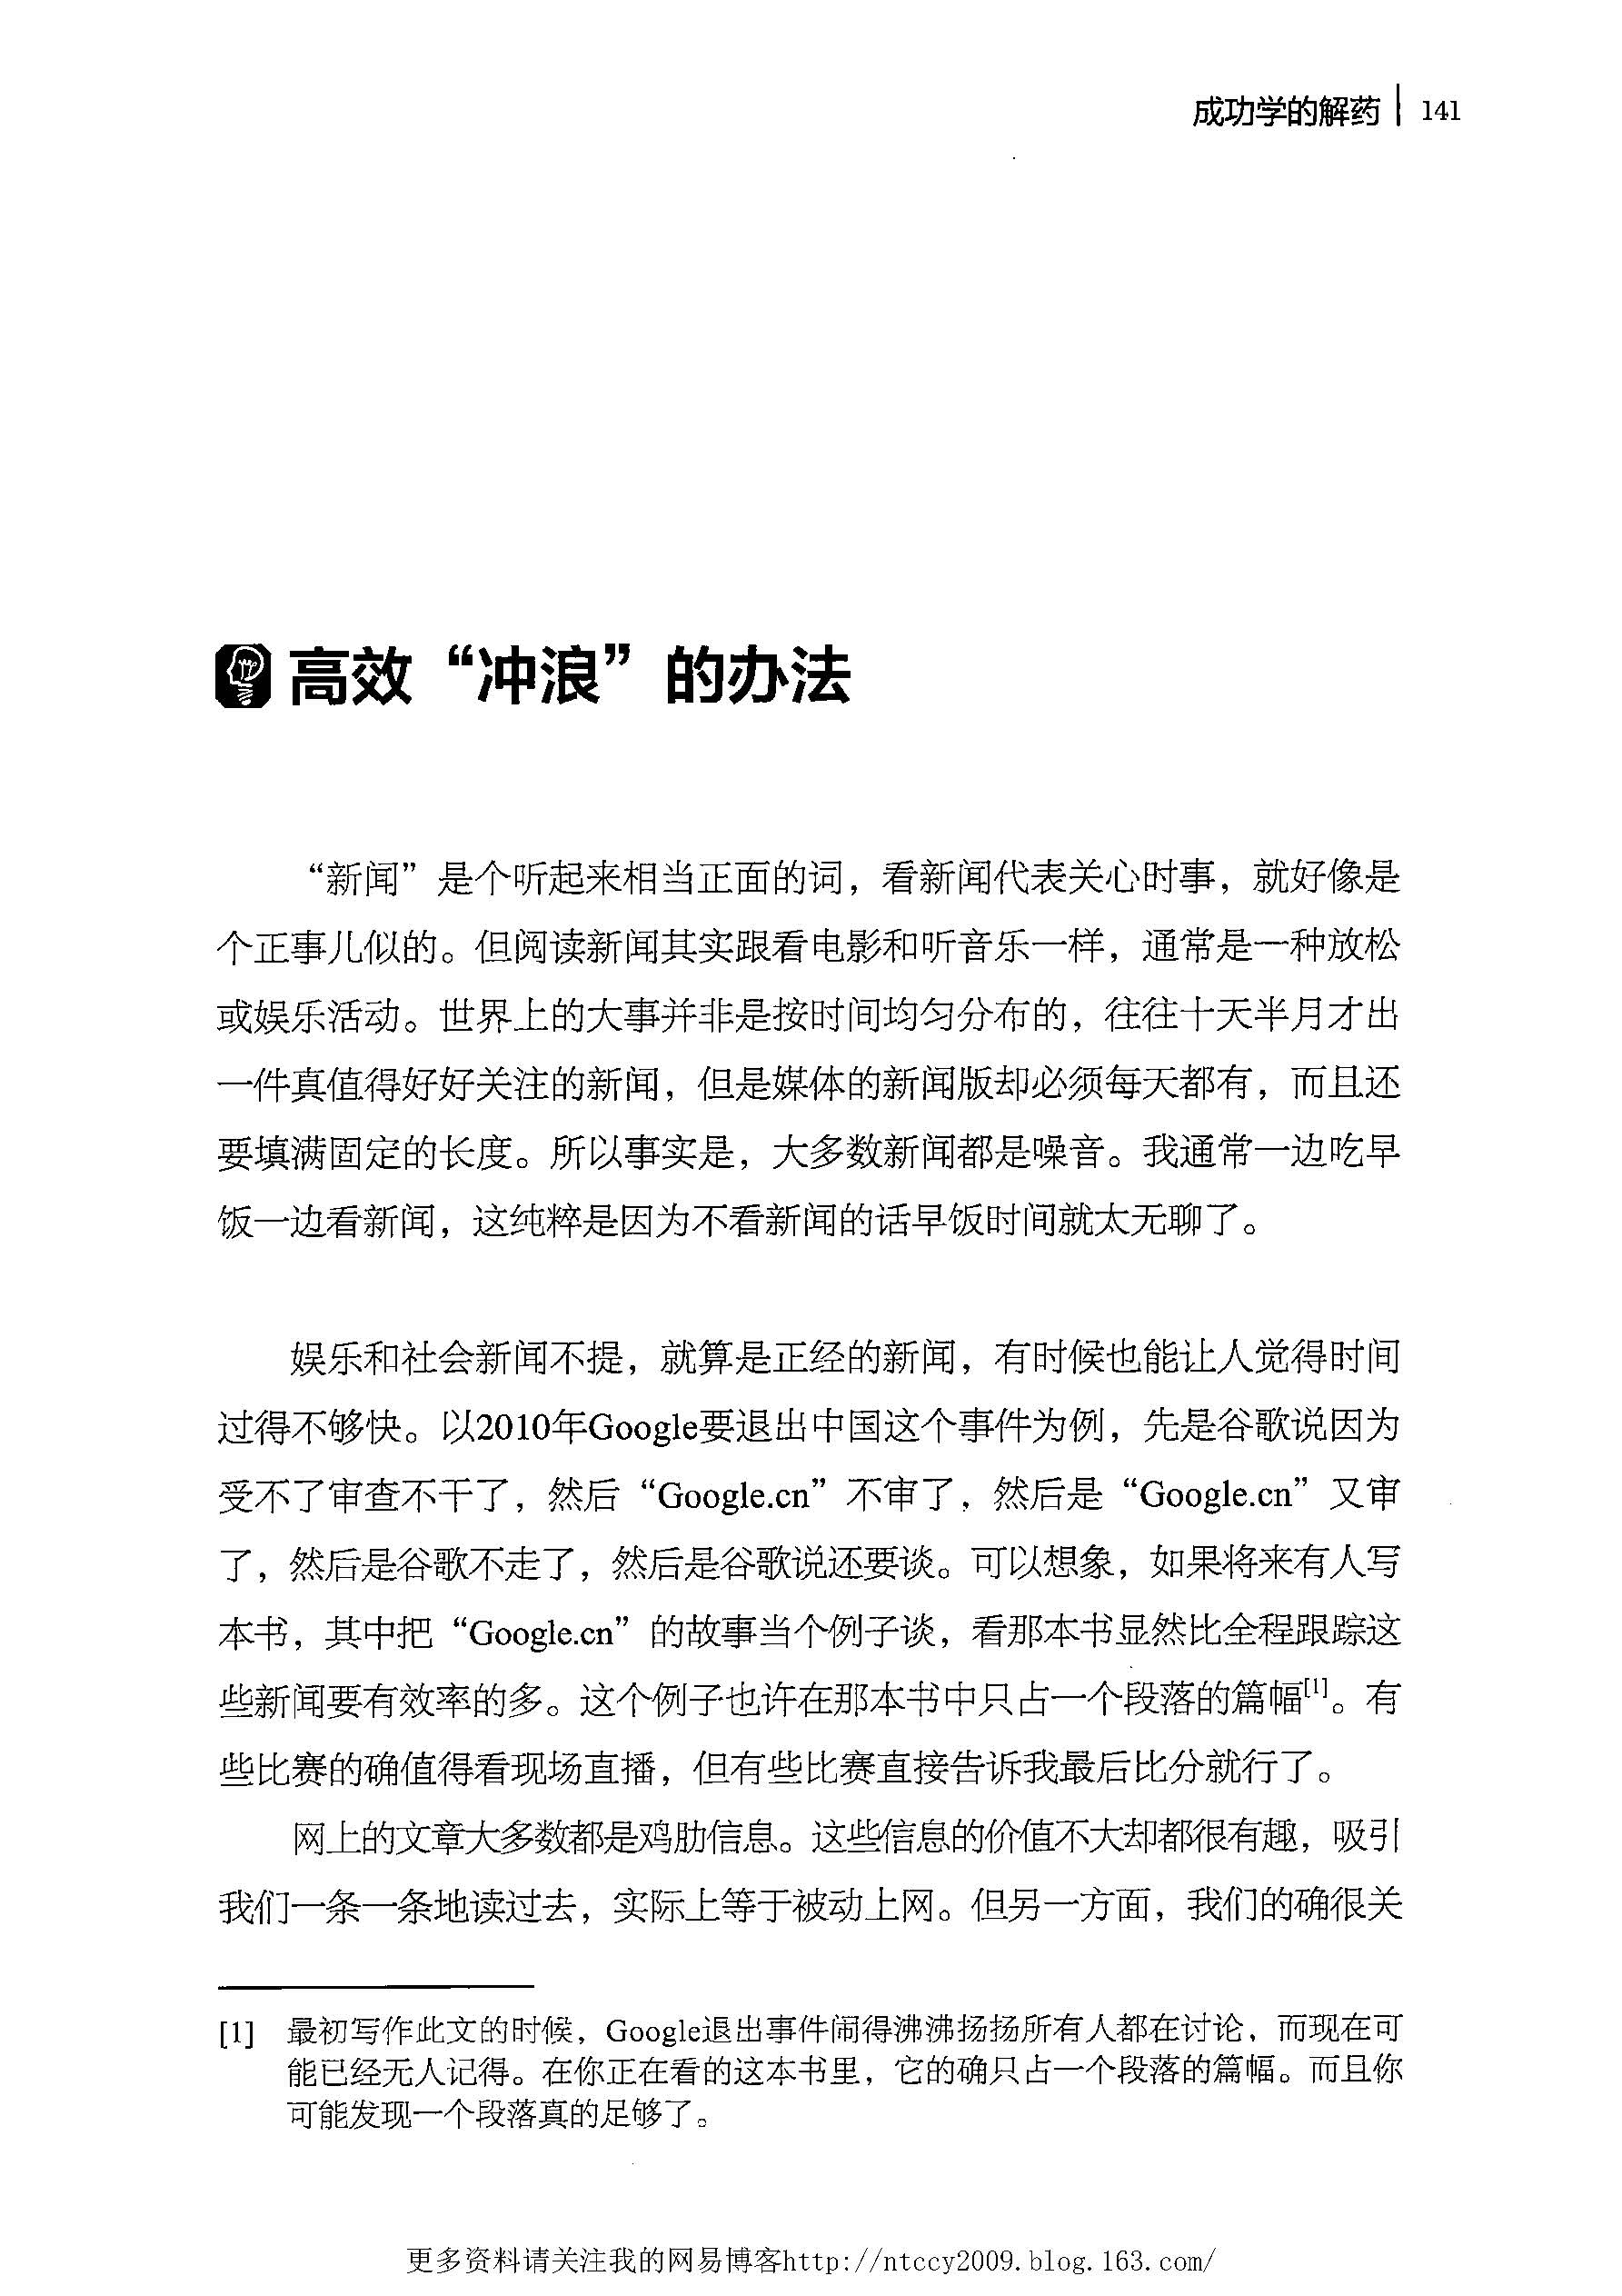 成功学的解药 141
高效“冲浪”的办法
“新闻”是个听起来相当正面的词，看新闻代表关心时事，就好像是
个正事儿似的。但阅读新闻其实跟看电影和听音乐一样，通常是一种放松
或娱乐活动。世界上的大事并非是按时间均匀分布的，往往十天半月才出
一件真值得好好关注的新闻，但是媒体的新闻版却必须每天都有，而且还
要填满固定的长度。所以事实是，大多数新闻都是噪音。我通常一边吃早
饭一边看新闻，这纯粹是因为不看新闻的话早饭时间就太无聊了。
娱乐和社会新闻不提，就算是正经的新闻，有时候也能让人觉得时间
过得不够快。以2010年Google要退出中国这个事件为例，先是谷歌说因为
受不了审查不干了，然后“Google.cn”不审了，然后是“Google.cn”又审
了，然后是谷歌不走了，然后是谷歌说还要谈。可以想象，如果将来有人写
本书，其中把“Google.cn”的故事当个例子谈，看那本书显然比全程跟踪这
些新闻要有效率的多。这个例子也许在那本书中只占一个段落的篇幅[1]。有
些比赛的确值得看现场直播，但有些比赛直接告诉我最后比分就行了。
网上的文章大多数都是鸡肋信息。这些信息的价值不大却都很有趣，吸引
我们一条一条地读过去，实际上等于被动上网。但另一方面，我们的确很关
[1] 最初写作此文的时候，Google退出事件闹得沸沸扬扬所有人都在讨论，而现在可
能已经无人记得。在你正在看的这本书里，它的确只占一个段落的篇幅。而且你
可能发现一个段落真的足够了。
更多资料请关注我的网易博客http://ntccy2009.blog.163.com/